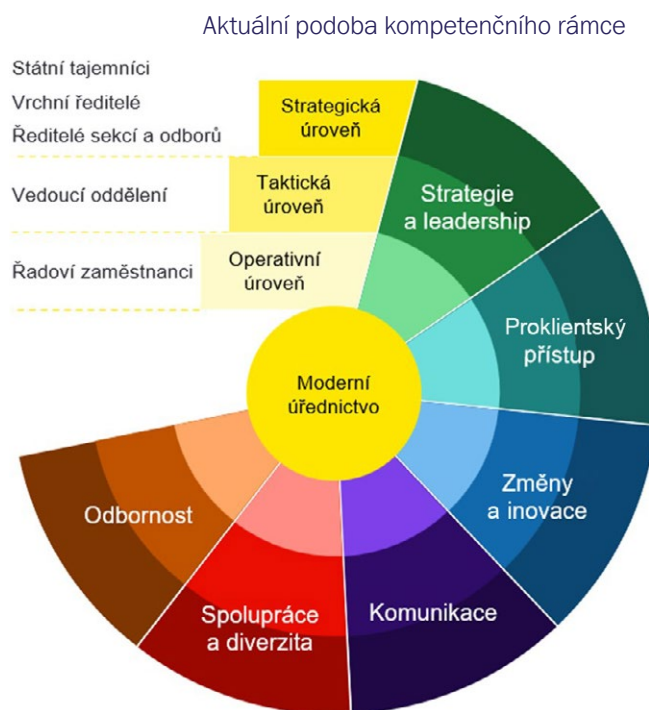 Aktuální podoba kompetenčního rámce
Státní tajemníci
Vrchní ředitelé
Ředitelé sekcí a odborů
Strategická
úroveň
Vedoucí oddělení
Taktická
úroveň
Řadoví zaměstnanci
Operativní
úroveň
Moderní
úřednictvo
Strategie
a leadership
Proklientský
přístup
Změny
a inovace
Komunikace
Spolupráce
a diverzita
Odbornost